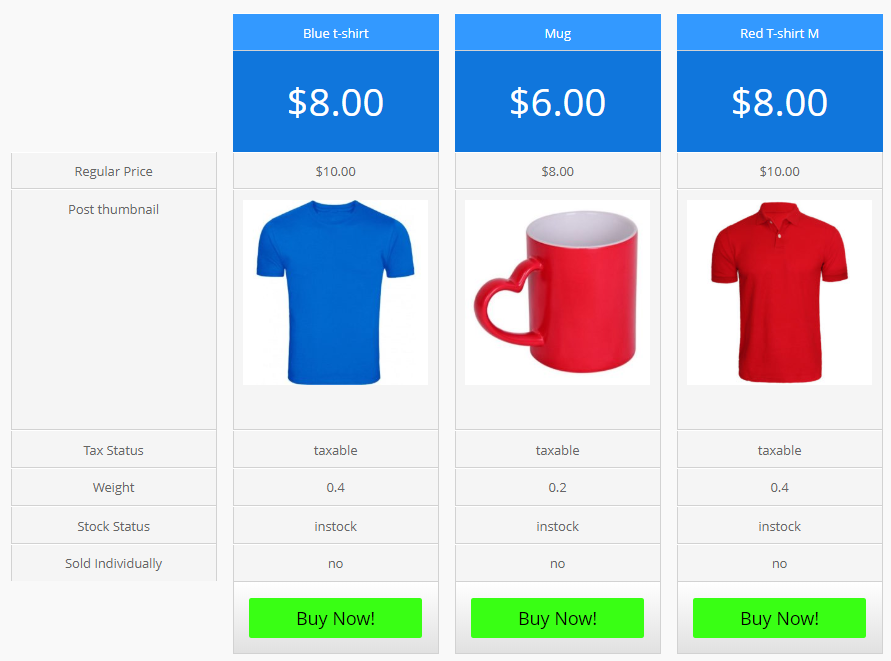 Blue t-shirt Mug Red T-shirt M
$8.00 $6.00 $8.00
Regular Price $10.00 $8.00 $10.00
Post thumbnail
Tax Status taxable taxable taxable
Weight 0.4 0.2 0.4
Stock Status instock instock instock
Sold Individually no no no
Buy Now! Buy Now! Buy Now!